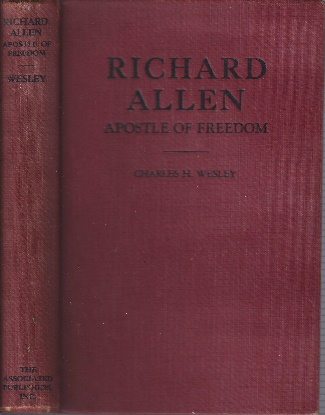 RICHARD
ALLEN
APOSTLE OF
FREEDOM
WESLEY
THE
ASSOCIATED
PUBLISHERS,
INC.
RICHARD
ALLEN
APOSTLE OF FREEDOM
CHARLES H. WESLEY